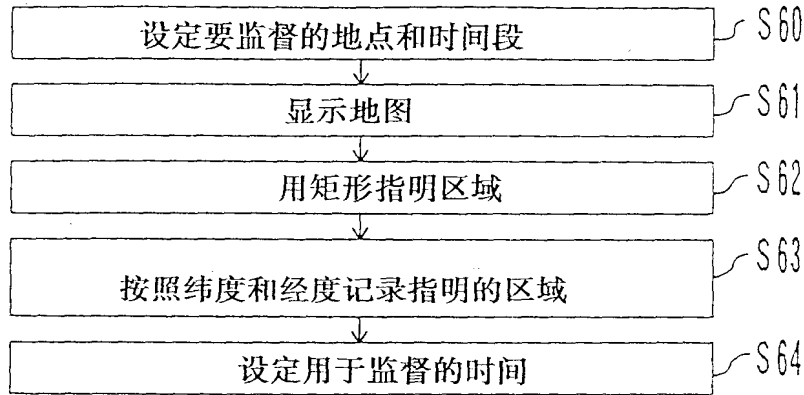 设定要监督的地点和时间段 S60
显示地图 S61
用矩形指明区域 S62
按照纬度和经度记录指明的区域 S63
设定用于监督的时间 S64